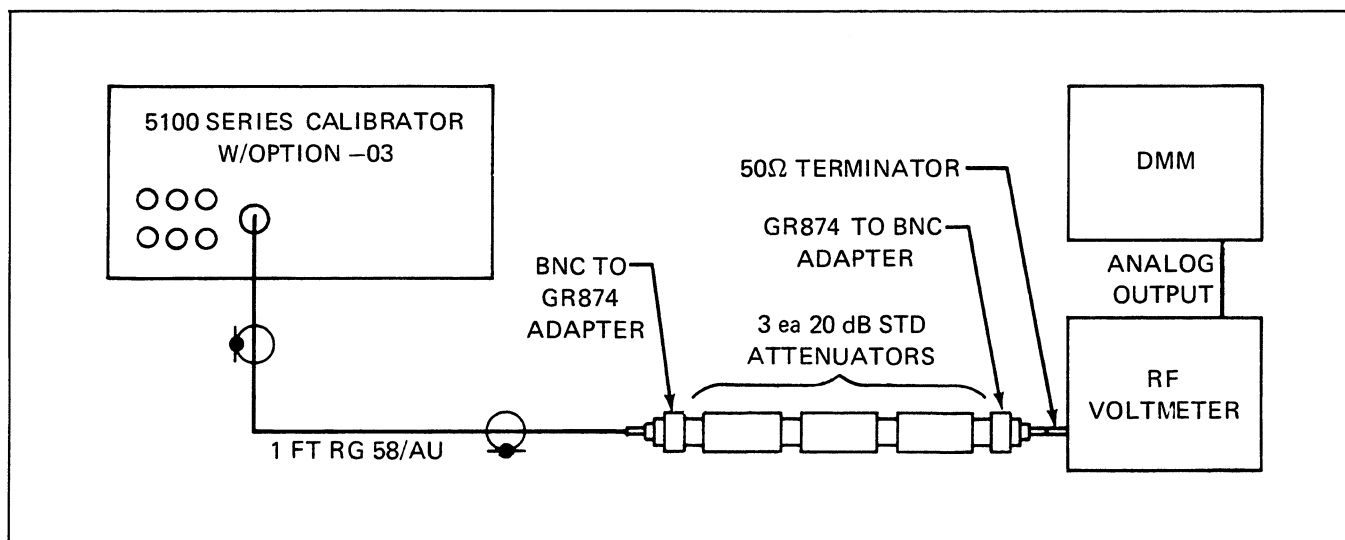 5100 SERIES CALIBRATOR
W/OPTION –03
1 FT RG 58/AU
BNC TO
GR874
ADAPTER
50Ω TERMINATOR
GR874 TO BNC
ADAPTER
3 ea 20 dB STD
ATTENUATORS
DMM
ANALOG
OUTPUT
RF
VOLTMETER